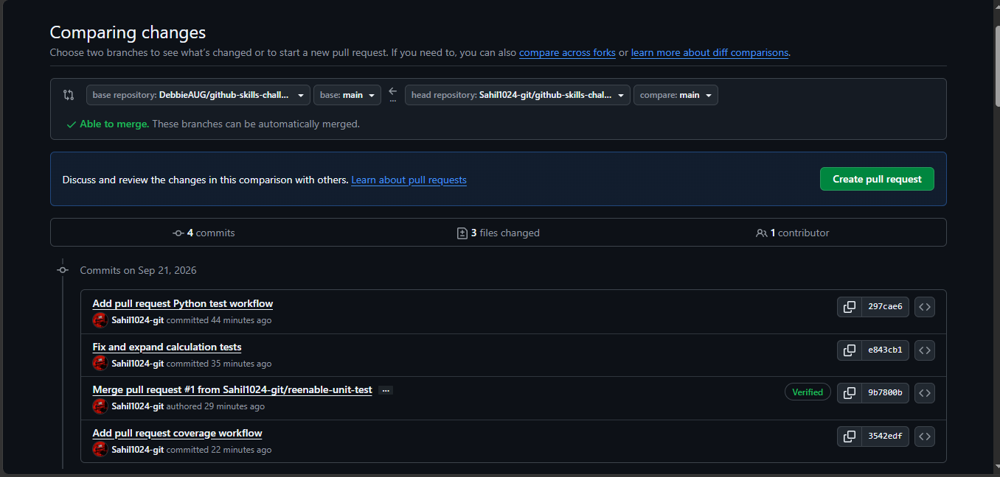 Comparing changes
Choose two branches to see what's changed or to start a new pull request. If you need to, you can also compare across forks or learn more about diff comparisons.
base repository: DebbieAUG/github-skills-chall... base: main ... head repository: Sahil1024-git/github-skills-chal... compare: main
Able to merge. These branches can be automatically merged.
Discuss and review the changes in this comparison with others. Learn about pull requests Create pull request
4 commits 3 files changed 1 contributor
Commits on Sep 21, 2026
Add pull request Python test workflow 297cae6
Sahil1024-git committed 44 minutes ago
Fix and expand calculation tests e843cb1
Sahil1024-git committed 35 minutes ago
Merge pull request #1 from Sahil1024-git/reenable-unit-test ... Verified 9b7800b
Sahil1024-git authored 29 minutes ago
Add pull request coverage workflow 3542edf
Sahil1024-git committed 22 minutes ago